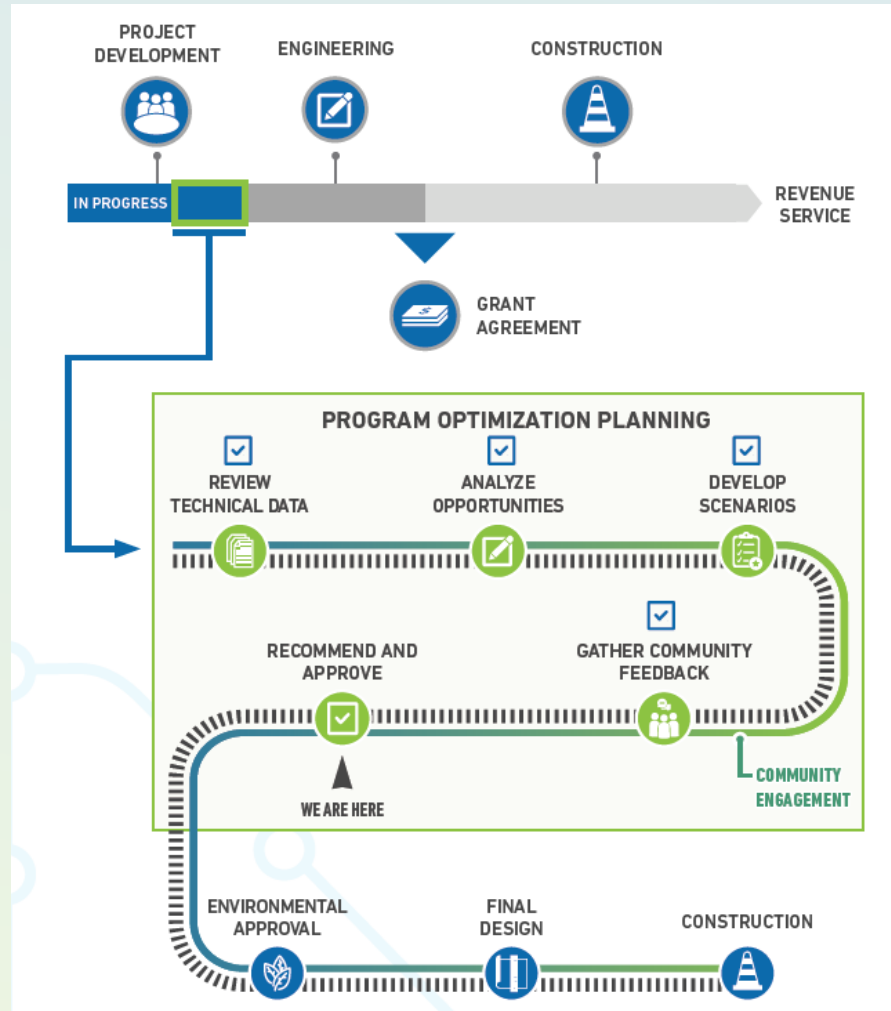 PROJECT
DEVELOPMENT
ENGINEERING
CONSTRUCTION
IN PROGRESS
REVENUE
SERVICE
$
GRANT
AGREEMENT
PROGRAM OPTIMIZATION PLANNING
REVIEW
TECHNICAL DATA
ANALYZE
OPPORTUNITIES
DEVELOP
SCENARIOS
RECOMMEND AND
APPROVE
GATHER COMMUNITY
FEEDBACK
WE ARE HERE
COMMUNITY
ENGAGEMENT
ENVIRONMENTAL
APPROVAL
FINAL
DESIGN
CONSTRUCTION